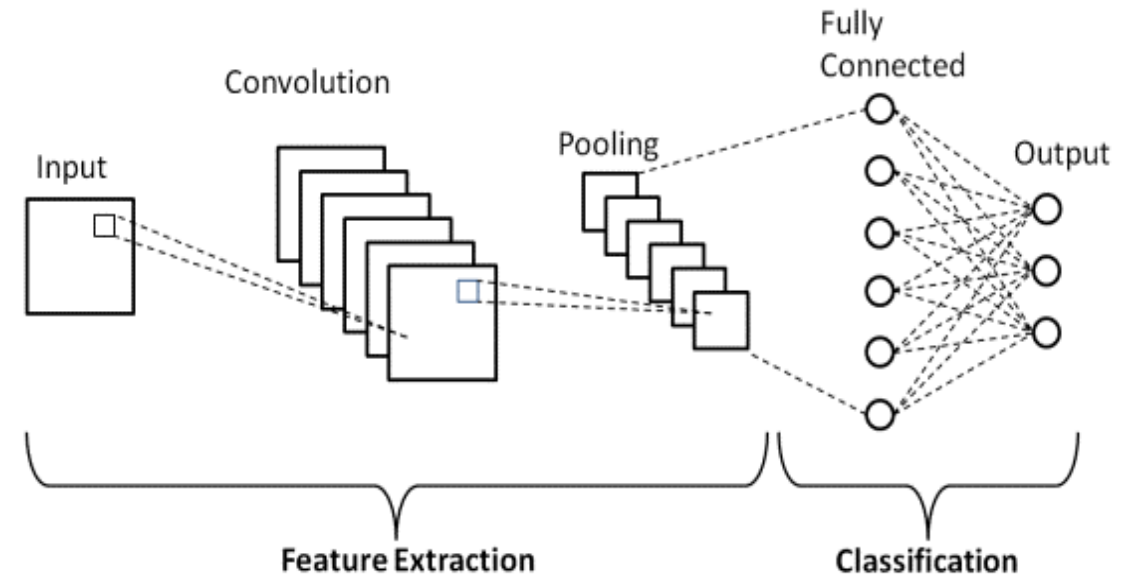 Input
Convolution
Pooling
Fully
Connected
Output
Feature Extraction
Classification